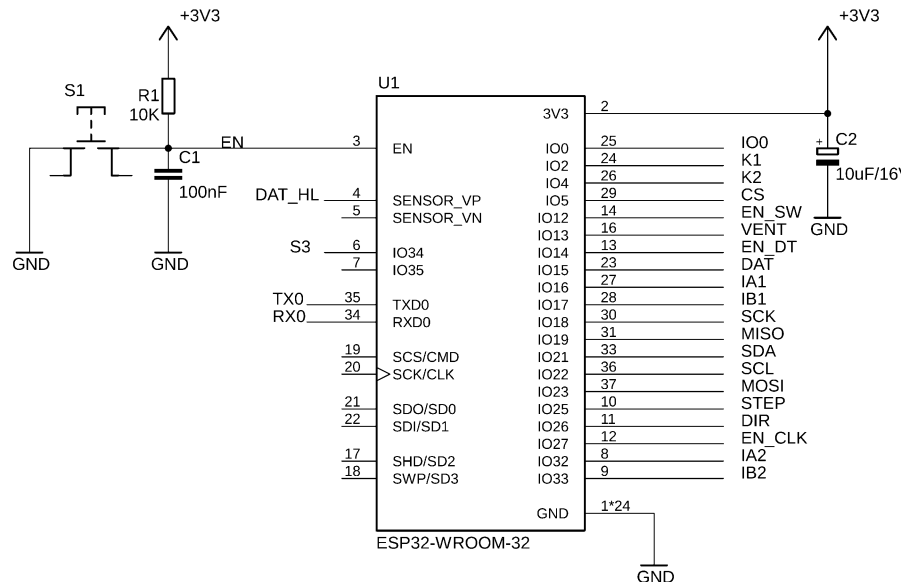 +3V3
+3V3
S1
R1
10K
U1
EN
C1
100nF
C2
10uF/16V
GND
GND
GND
DAT_HL
S3
TX0
RX0
3 EN
4 SENSOR_VP
5 SENSOR_VN
6 IO34
7 IO35
35 TXD0
34 RXD0
19 SCS/CMD
20 SCK/CLK
21 SDO/SD0
22 SDI/SD1
17 SHD/SD2
18 SWP/SD3
3V3 2
IO0 25 IO0
IO2 24 K1
IO4 26 K2
IO5 29 CS
IO12 14 EN_SW
IO13 16 VENT
IO14 13 EN_DT
IO15 23 DAT
IO16 27 IA1
IO17 28 IB1
IO18 30 SCK
IO19 31 MISO
IO21 33 SDA
IO22 36 SCL
IO23 37 MOSI
IO25 10 STEP
IO26 11 DIR
IO27 12 EN_CLK
IO32 8 IA2
IO33 9 IB2
GND 1*24
ESP32-WROOM-32
GND